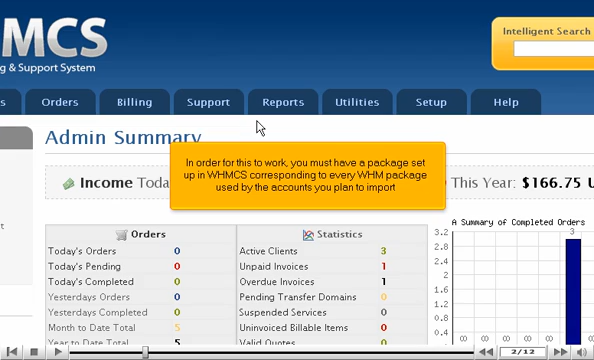 MCS
Intelligent Search
g & Support System
s Orders Billing Support Reports Utilities Setup Help
Admin Summary
In order for this to work, you must have a package set
up in WHMCS corresponding to every WHM package
used by the accounts you plan to import
Income Toda
This Year: $166.75 U
t
Orders
Today's Orders 0
Today's Pending 0
Today's Completed 0
Yesterdays Orders 0
Yesterdays Completed 0
Month to Date Total 5
Year to Date Total 5
Statistics
Active Clients 3
Unpaid Invoices 1
Overdue Invoices 1
Pending Transfer Domains 0
Suspended Services 0
Uninvoiced Billable Items 0
Valid Quotes 0
A Summary of Completed Orders
3.2
2.8
2.4
2
1.6
1.2
0.8
0.4
3
2/12